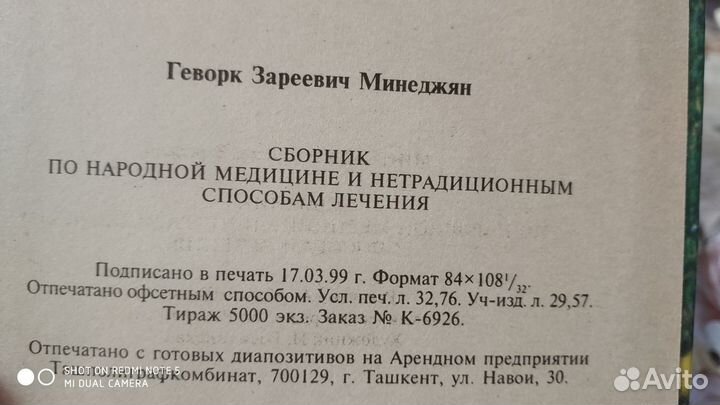 Геворк Зареевич Минеджян
СБОРНИК
ПО НАРОДНОЙ МЕДИЦИНЕ И НЕТРАДИЦИОННЫМ
СПОСОБАМ ЛЕЧЕНИЯ
Подписано в печать 17.03.99 г. Формат 84×108¹/₃₂.
Отпечатано офсетным способом. Усл. печ. л. 32,76. Уч-изд. л. 29,57.
Тираж 5000 экз. Заказ № К-6926.
Отпечатано с готовых диапозитивов на Арендном предприятии
700129, г. Ташкент, ул. Навои, 30.
SHOT ON REDMI NOTE 5
MI DUAL CAMERA
Avito